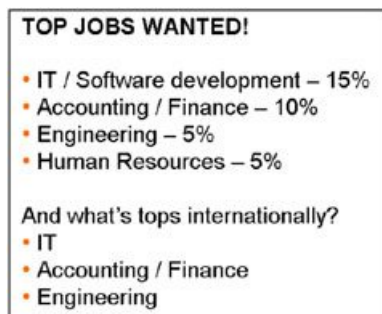 TOP JOBS WANTED!
• IT / Software development – 15%
• Accounting / Finance – 10%
• Engineering – 5%
• Human Resources – 5%
And what's tops internationally?
• IT
• Accounting / Finance
• Engineering